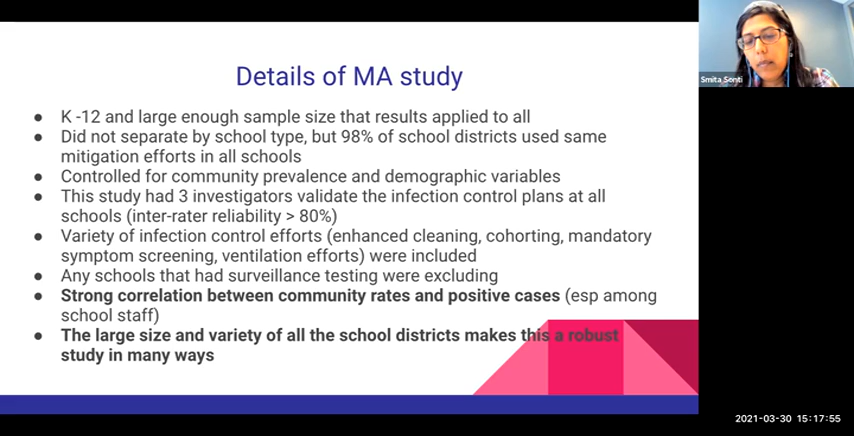 Details of MA study
● K -12 and large enough sample size that results applied to all
● Did not separate by school type, but 98% of school districts used same
mitigation efforts in all schools
● Controlled for community prevalence and demographic variables
● This study had 3 investigators validate the infection control plans at all
schools (inter-rater reliability > 80%)
● Variety of infection control efforts (enhanced cleaning, cohorting, mandatory
symptom screening, ventilation efforts) were included
● Any schools that had surveillance testing were excluding
● Strong correlation between community rates and positive cases (esp among
school staff)
● The large size and variety of all the school districts makes this a robust
study in many ways
Smita Sonti
2021-03-30 15:17:55